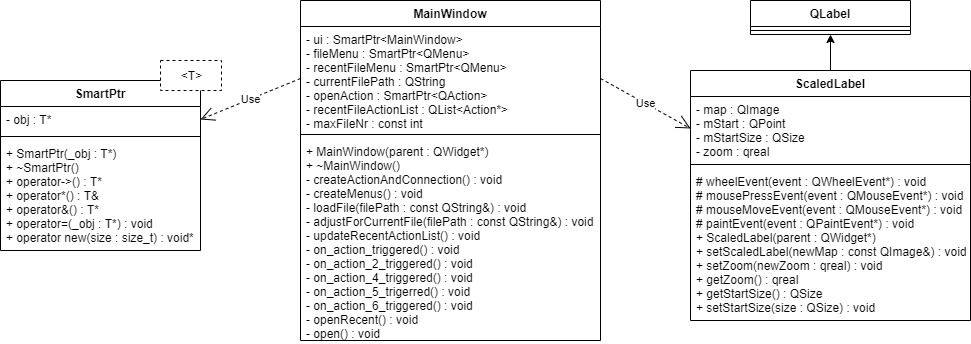 <T>
SmartPtr
- obj : T*
+ SmartPtr(_obj : T*)
+ ~SmartPtr()
+ operator->() : T*
+ operator*() : T&
+ operator&() : T*
+ operator=(_obj : T*) : void
+ operator new(size : size_t) : void*
Use
MainWindow
- ui : SmartPtr<MainWindow>
- fileMenu : SmartPtr<QMenu>
- recentFileMenu : SmartPtr<QMenu>
- currentFilePath : QString
- openAction : SmartPtr<QAction>
- recentFileActionList : QList<Action*>
- maxFileNr : const int
+ MainWindow(parent : QWidget*)
+ ~MainWindow()
- createActionAndConnection() : void
- createMenus() : void
- loadFile(filePath : const QString&) : void
- adjustForCurrentFile(filePath : const QString&) : void
- updateRecentActionList() : void
- on_action_triggered() : void
- on_action_2_triggered() : void
- on_action_4_triggered() : void
- on_action_5_trigerred() : void
- on_action_6_triggered() : void
- openRecent() : void
- open() : void
Use
QLabel
ScaledLabel
- map : QImage
- mStart : QPoint
- mStartSize : QSize
- zoom : qreal
# wheelEvent(event : QWheelEvent*) : void
# mousePressEvent(event : QMouseEvent*) : void
# mouseMoveEvent(event : QMouseEvent*) : void
# paintEvent(event : QPaintEvent*) : void
+ ScaledLabel(parent : QWidget*)
+ setScaledLabel(newMap : const QImage&) : void
+ setZoom(newZoom : qreal) : void
+ getZoom() : qreal
+ getStartSize() : QSize
+ setStartSize(size : QSize) : void